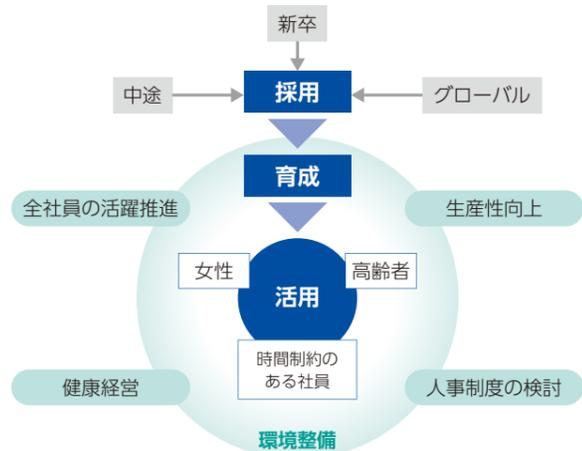 新卒
中途
採用
グローバル
育成
全社員の活躍推進
生産性向上
女性
高齢者
活用
時間制約の
ある社員
健康経営
人事制度の検討
環境整備